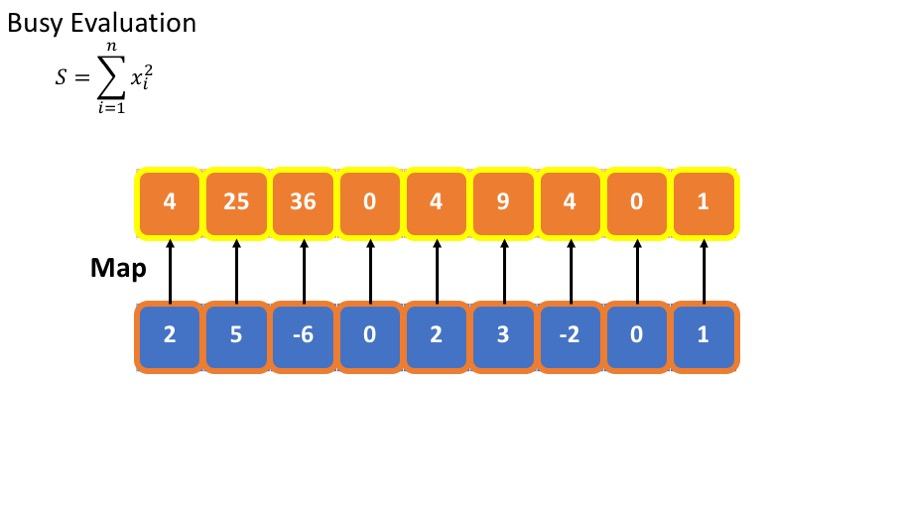 Busy Evaluation
n
S = ∑ x_i^2
i=1
4 25 36 0 4 9 4 0 1
Map
2 5 -6 0 2 3 -2 0 1